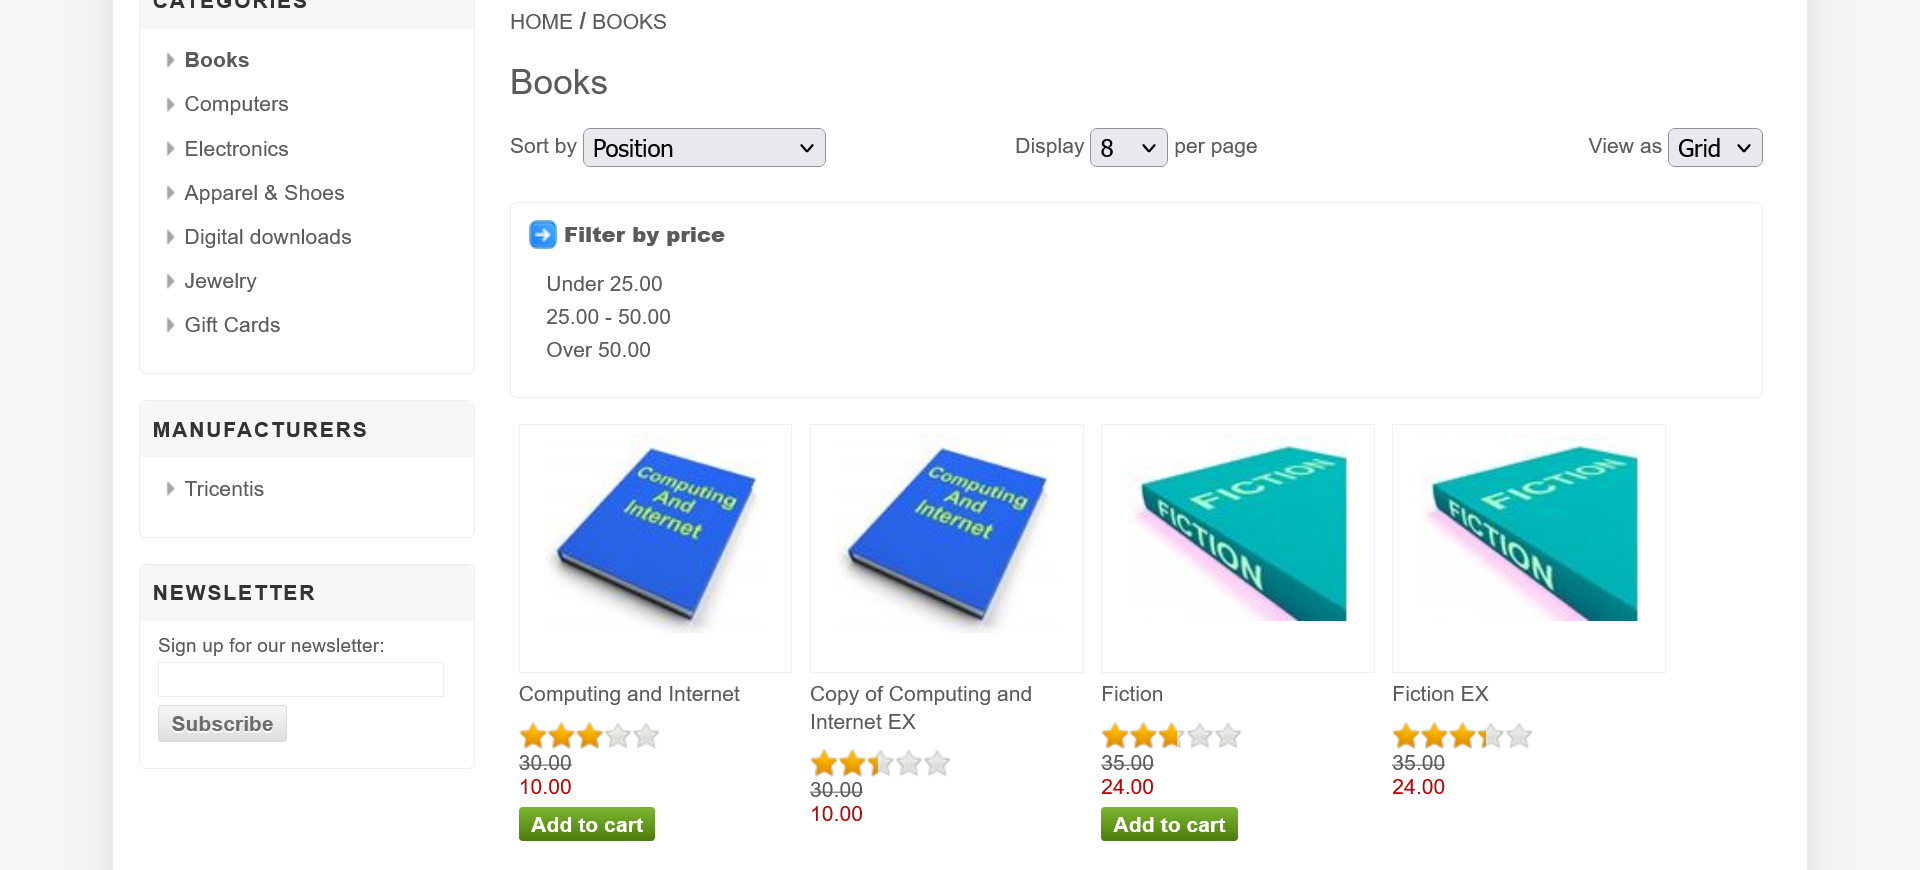 CATEGORIES
Books
Computers
Electronics
Apparel & Shoes
Digital downloads
Jewelry
Gift Cards
MANUFACTURERS
Tricentis
NEWSLETTER
Sign up for our newsletter:
Subscribe
HOME / BOOKS
Books
Sort by Position
Display 8 per page
View as Grid
Filter by price
Under 25.00
25.00 - 50.00
Over 50.00
Computing
And
Internet
Computing and Internet
30.00
10.00
Add to cart
Computing
And
Internet
Copy of Computing and
Internet EX
30.00
10.00
FICTION
FICTION
Fiction
35.00
24.00
Add to cart
FICTION
FICTION
Fiction EX
35.00
24.00